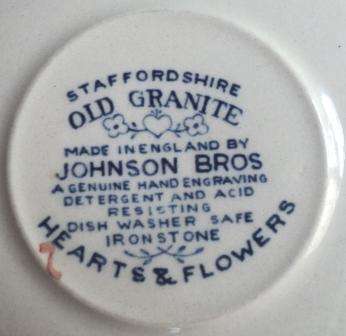 STAFFORDSHIRE
OLD GRANITE
MADE IN ENGLAND BY
JOHNSON BROS
A GENUINE HAND ENGRAVING
DETERGENT AND ACID
RESISTING
DISH WASHER SAFE
IRONSTONE
HEARTS & FLOWERS